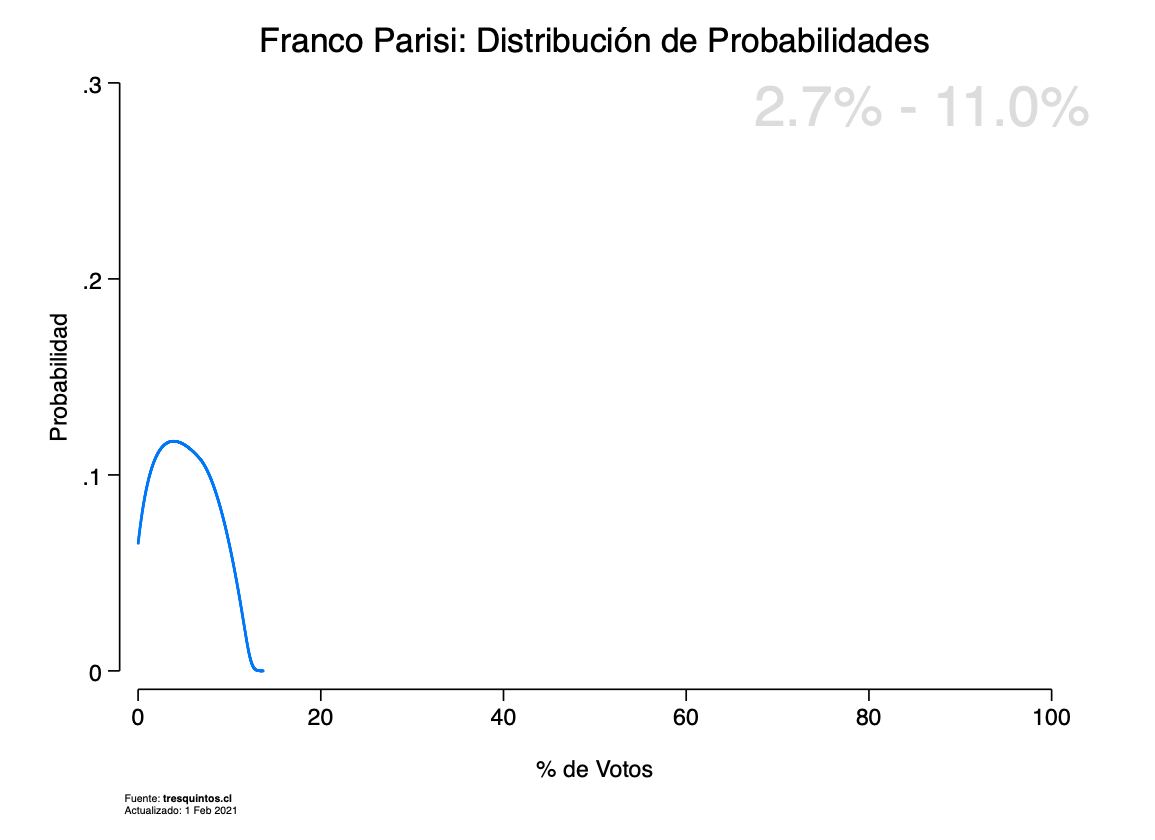 Franco Parisi: Distribución de Probabilidades
2.7% - 11.0%
.3
.2
.1
0
Probabilidad
0 20 40 60 80 100
% de Votos
Fuente: tresquintos.cl
Actualizado: 1 Feb 2021